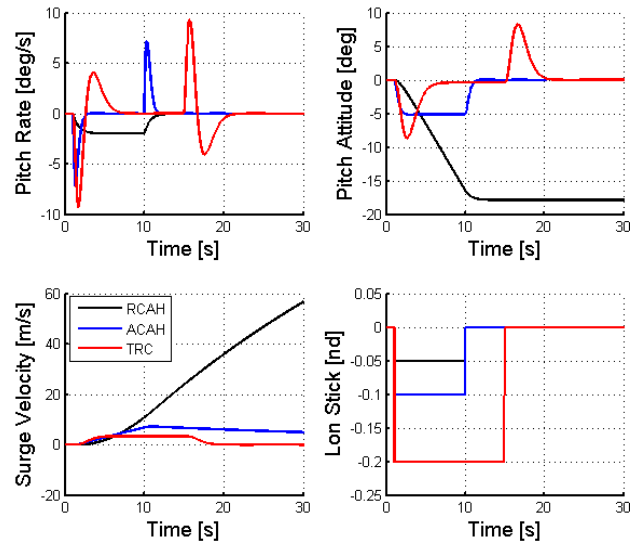 10
5
0
-5
-10
0 10 20 30
Pitch Rate [deg/s]
Time [s]
10
5
0
-5
-10
-15
-20
0 10 20 30
Pitch Attitude [deg]
Time [s]
60
40
20
0
-20
0 10 20 30
Surge Velocity [m/s]
Time [s]
RCAH
ACAH
TRC
0.05
0
-0.05
-0.1
-0.15
-0.2
-0.25
0 10 20 30
Lon Stick [nd]
Time [s]